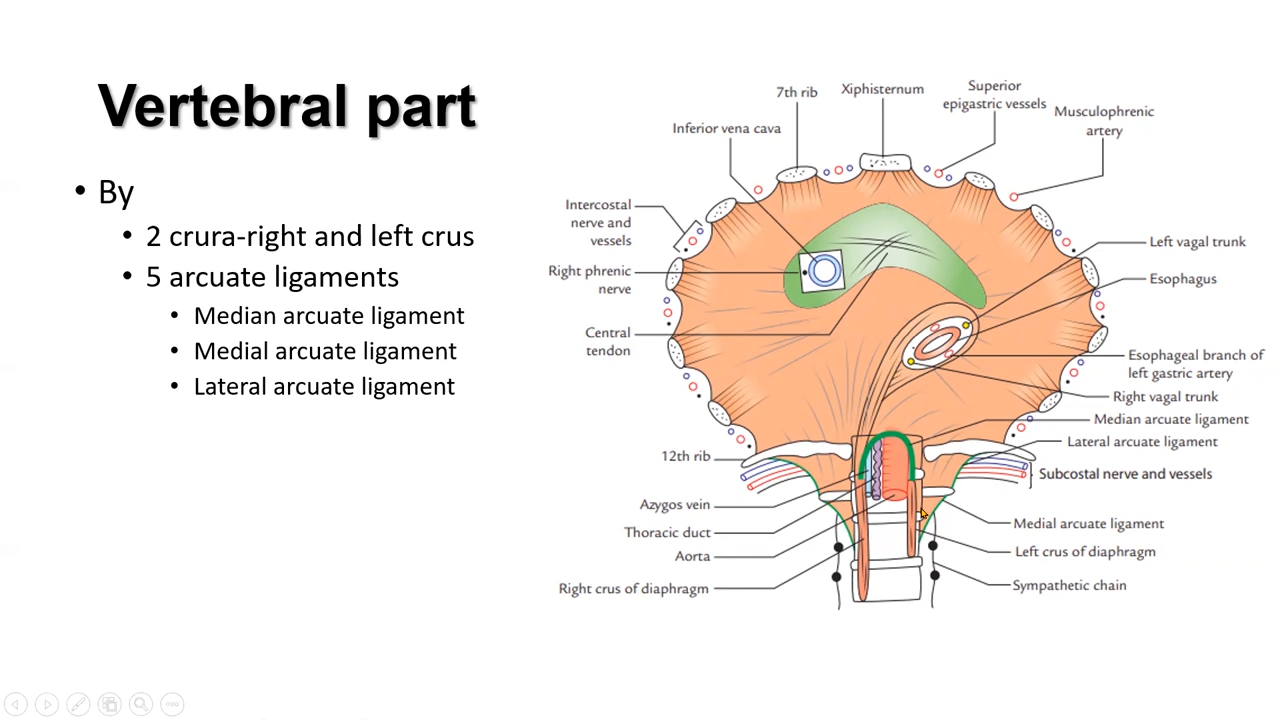 Vertebral part
• By
• 2 crura-right and left crus
• 5 arcuate ligaments
• Median arcuate ligament
• Medial arcuate ligament
• Lateral arcuate ligament
7th rib
Xiphisternum
Superior
epigastric vessels
Musculophrenic
artery
Inferior vena cava
Intercostal
nerve and
vessels
Right phrenic
nerve
Central
tendon
12th rib
Azygos vein
Thoracic duct
Aorta
Right crus of diaphragm
Left vagal trunk
Esophagus
Esophageal branch of
left gastric artery
Right vagal trunk
Median arcuate ligament
Lateral arcuate ligament
Subcostal nerve and vessels
Medial arcuate ligament
Left crus of diaphragm
Sympathetic chain